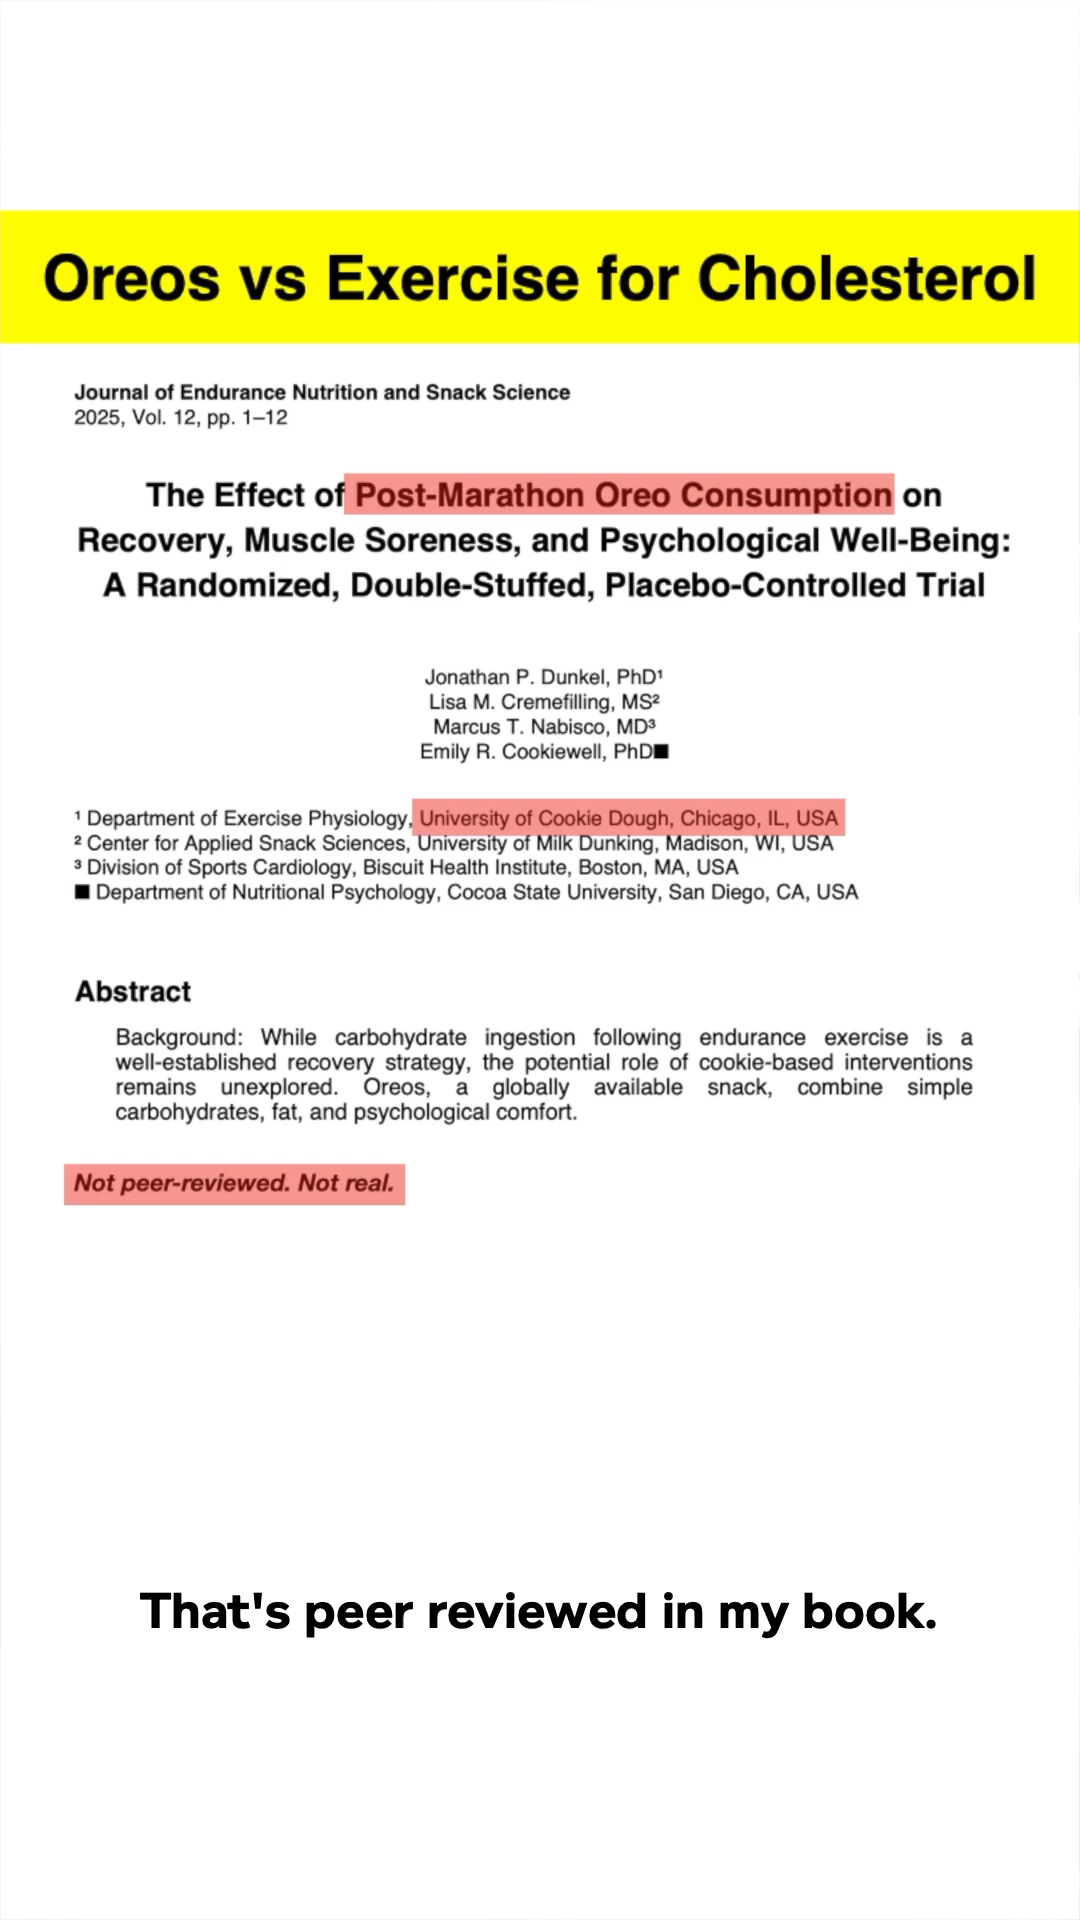 Oreos vs Exercise for Cholesterol
Journal of Endurance Nutrition and Snack Science
2025, Vol. 12, pp. 1–12
The Effect of Post-Marathon Oreo Consumption on
Recovery, Muscle Soreness, and Psychological Well-Being:
A Randomized, Double-Stuffed, Placebo-Controlled Trial
Jonathan P. Dunkel, PhD¹
Lisa M. Cremefilling, MS²
Marcus T. Nabisco, MD³
Emily R. Cookiewell, PhD■
¹ Department of Exercise Physiology, University of Cookie Dough, Chicago, IL, USA
² Center for Applied Snack Sciences, University of Milk Dunking, Madison, WI, USA
³ Division of Sports Cardiology, Biscuit Health Institute, Boston, MA, USA
■ Department of Nutritional Psychology, Cocoa State University, San Diego, CA, USA
Abstract
Background: While carbohydrate ingestion following endurance exercise is a
well-established recovery strategy, the potential role of cookie-based interventions
remains unexplored. Oreos, a globally available snack, combine simple
carbohydrates, fat, and psychological comfort.
Not peer-reviewed. Not real.
That's peer reviewed in my book.